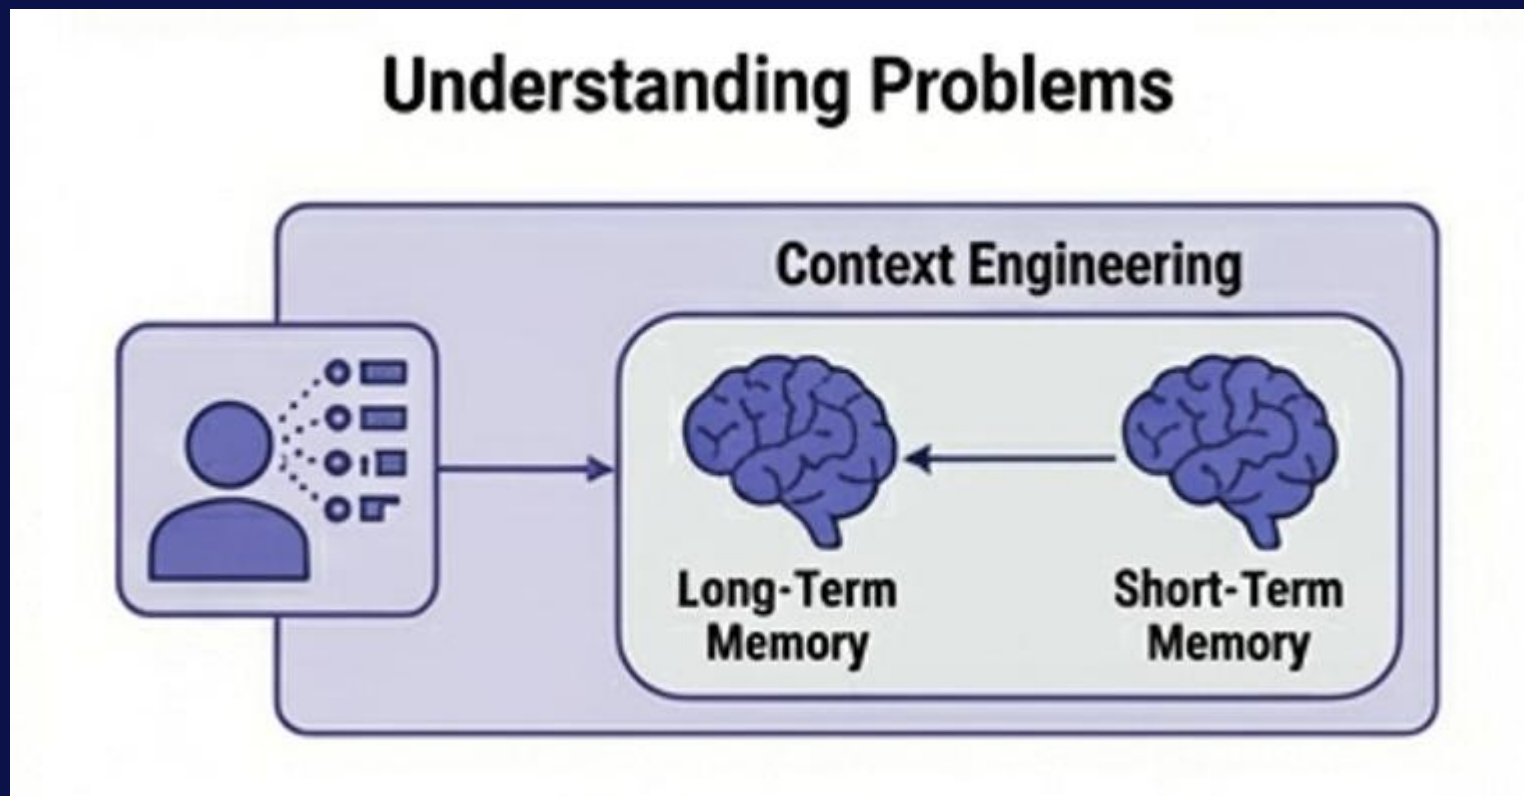 Understanding Problems
Context Engineering
Long-Term
Memory
Short-Term
Memory